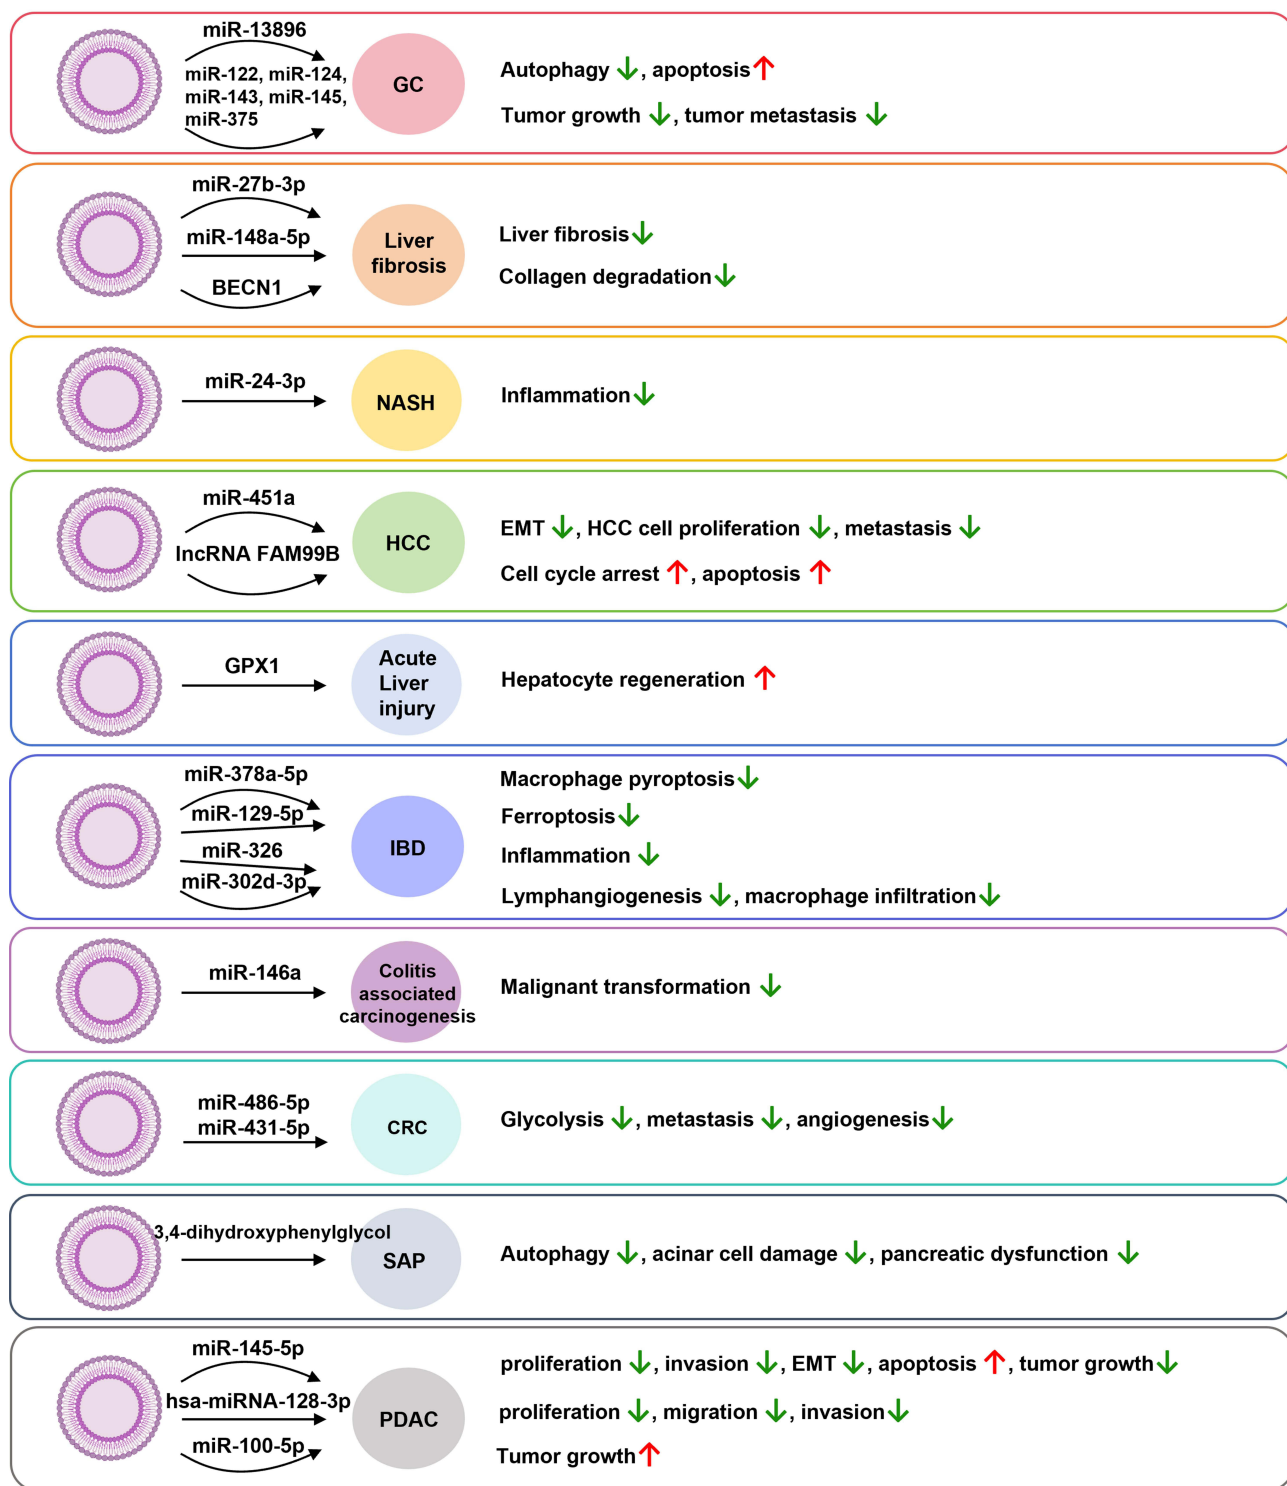 miR-13896
miR-122, miR-124,
miR-143, miR-145,
miR-375
GC
Autophagy ↓, apoptosis ↑
Tumor growth ↓, tumor metastasis ↓
miR-27b-3p
miR-148a-5p
BECN1
Liver
fibrosis
Liver fibrosis ↓
Collagen degradation ↓
miR-24-3p
NASH
Inflammation ↓
miR-451a
lncRNA FAM99B
HCC
EMT ↓, HCC cell proliferation ↓, metastasis ↓
Cell cycle arrest ↑, apoptosis ↑
GPX1
Acute
Liver
injury
Hepatocyte regeneration ↑
miR-378a-5p
miR-129-5p
miR-326
miR-302d-3p
IBD
Macrophage pyroptosis ↓
Ferroptosis ↓
Inflammation ↓
Lymphangiogenesis ↓, macrophage infiltration ↓
miR-146a
Colitis
associated
carcinogenesis
Malignant transformation ↓
miR-486-5p
miR-431-5p
CRC
Glycolysis ↓, metastasis ↓, angiogenesis ↓
3,4-dihydroxyphenylglycol
SAP
Autophagy ↓, acinar cell damage ↓, pancreatic dysfunction ↓
miR-145-5p
hsa-miRNA-128-3p
miR-100-5p
PDAC
proliferation ↓, invasion ↓, EMT ↓, apoptosis ↑, tumor growth ↓
proliferation ↓, migration ↓, invasion ↓
Tumor growth ↑